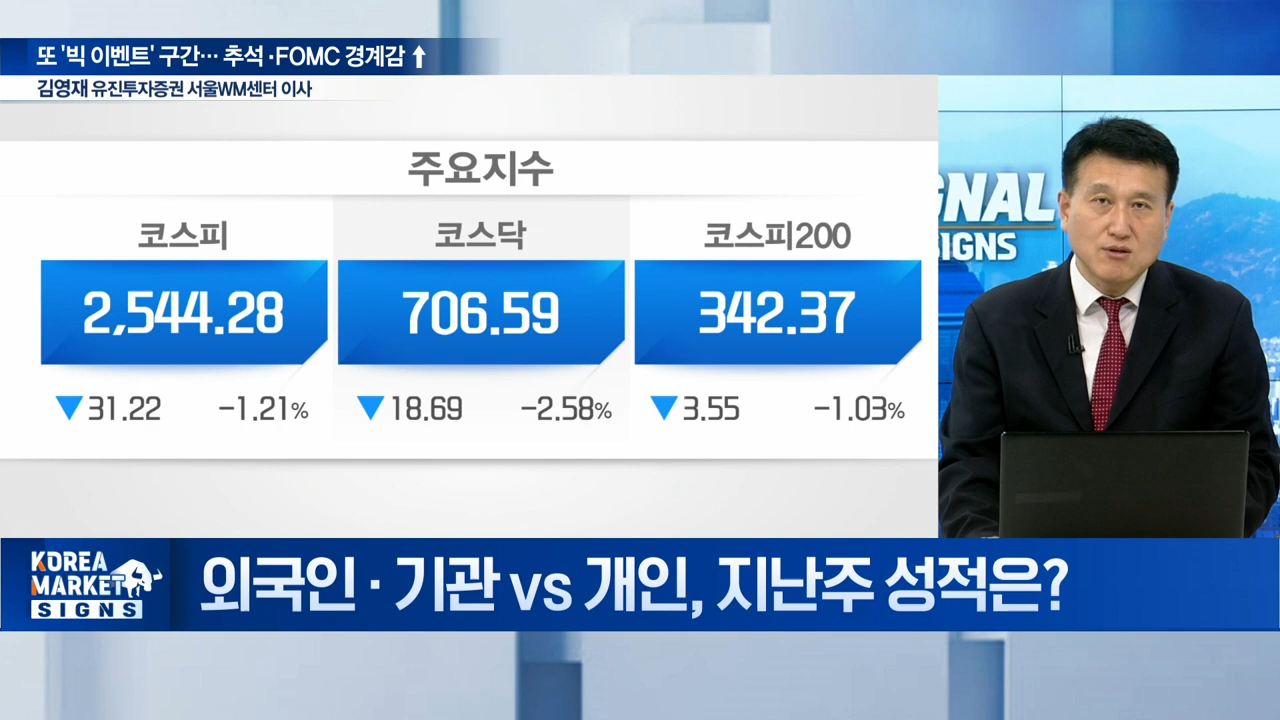 또 '빅 이벤트' 구간… 추석·FOMC 경계감 ↑
김영재 유진투자증권 서울WM센터 이사
주요지수
코스피 코스닥 코스피200
2,544.28 706.59 342.37
▼31.22 -1.21% ▼18.69 -2.58% ▼3.55 -1.03%
GNAL
SIGNS
KOREA
MARKET
SIGNS
외국인·기관 vs 개인, 지난주 성적은?